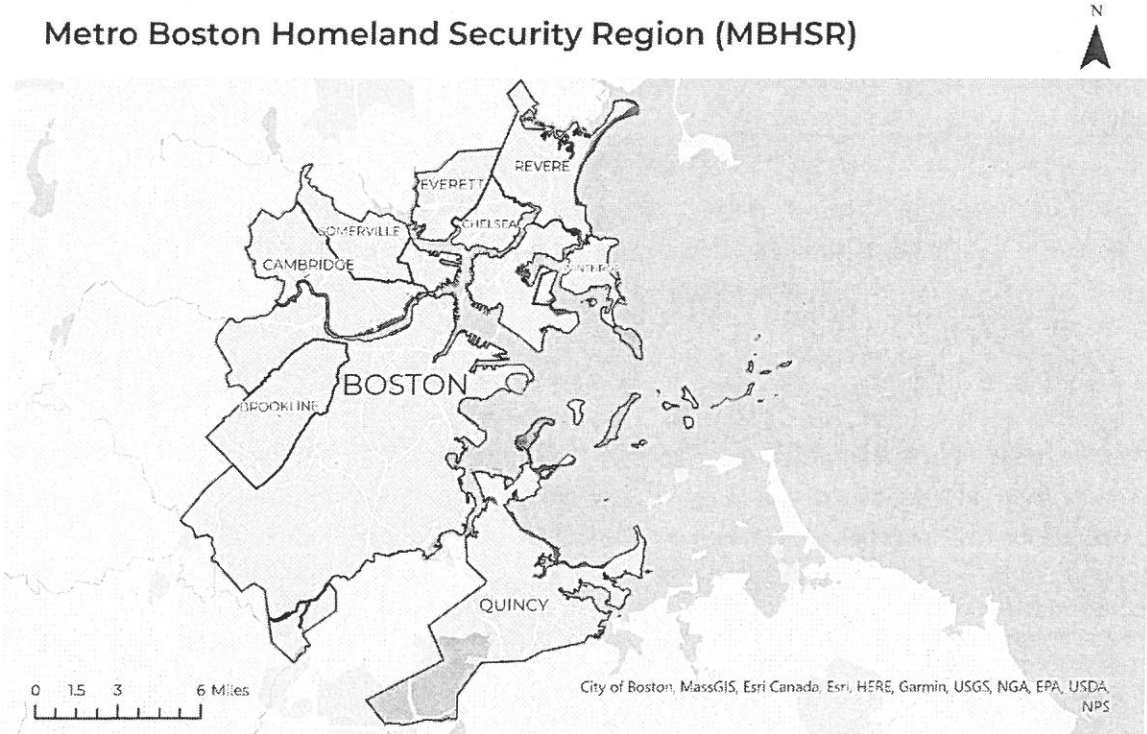 Metro Boston Homeland Security Region (MBHSR)
N
REVERE
EVERETT
CHELSEA
SOMERVILLE
CAMBRIDGE
WINTHROP
BOSTON
BROOKLINE
QUINCY
0 1.5 3 6 Miles
City of Boston, MassGIS, Esri Canada, Esri, HERE, Garmin, USGS, NGA, EPA, USDA,
NPS